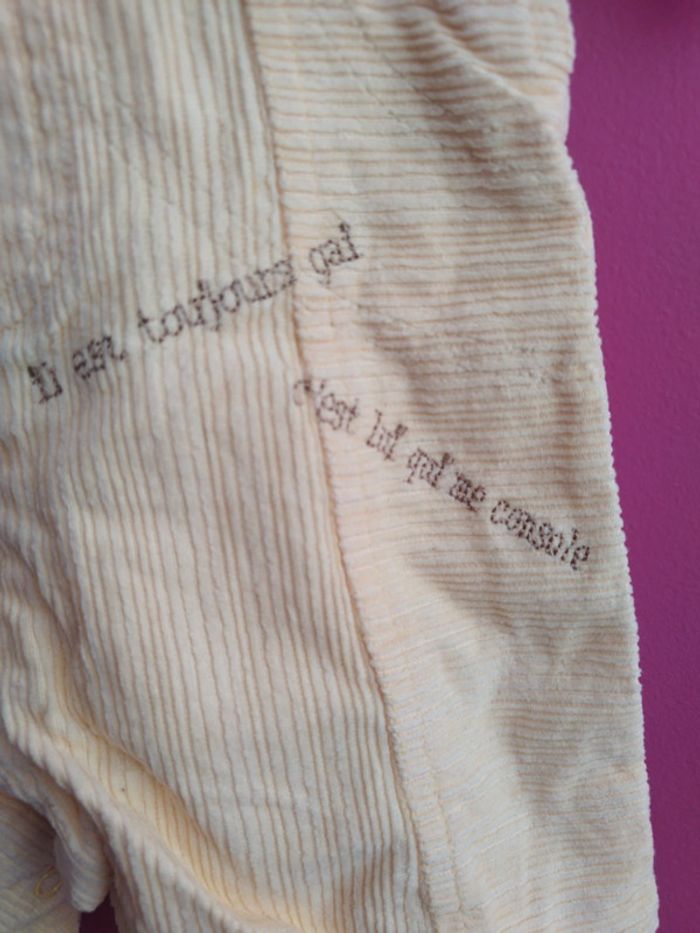 il est toujours gai
c'est lui qui me console